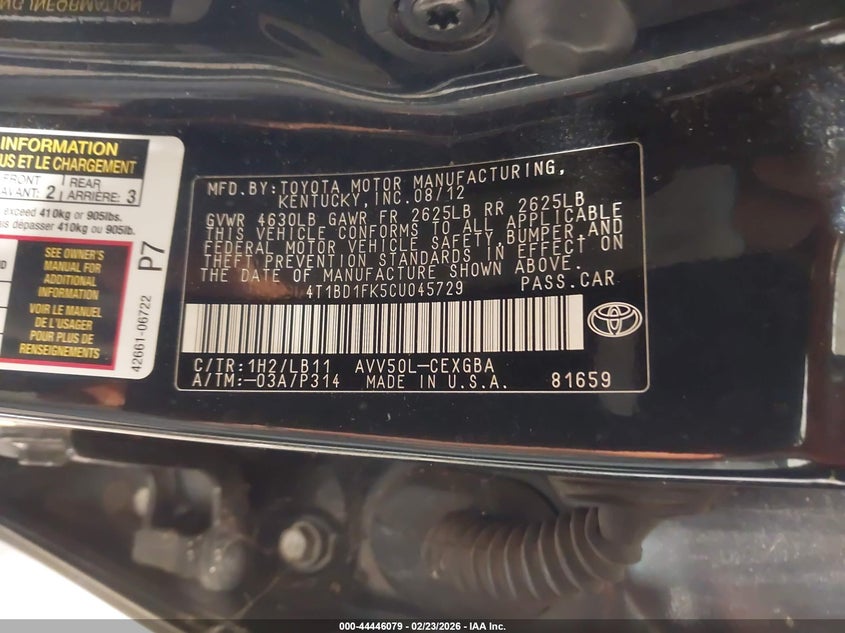 INFORMATION
US ET LE CHARGEMENT
FRONT
AVANT: 2
REAR
ARRIÈRE: 3
exceed 410kg or 905lbs.
dépasser 410 kg ou 905lb.
SEE OWNER'S
MANUAL FOR
ADDITIONAL
INFORMATION
VOIR LE MANUEL
DE L'USAGER
POUR PLUS DE
RENSEIGNEMENTS
P7
42661-06722
MFD.BY:TOYOTA MOTOR MANUFACTURING,
KENTUCKY,INC.08/12
GVWR 4630LB GAWR FR 2625LB RR 2625LB
THIS VEHICLE CONFORMS TO ALL APPLICABLE
FEDERAL MOTOR VEHICLE SAFETY,BUMPER,AND
THEFT PREVENTION STANDARDS IN EFFECT ON
THE DATE OF MANUFACTURE SHOWN ABOVE.
4T1BD1FK5CU045729 PASS.CAR
C/TR:1H2/LB11 AVV50L-CEXGBA
A/TM:-03A/P314 MADE IN U.S.A. 81659
000-44446079 - 02/23/2026 - IAA Inc.